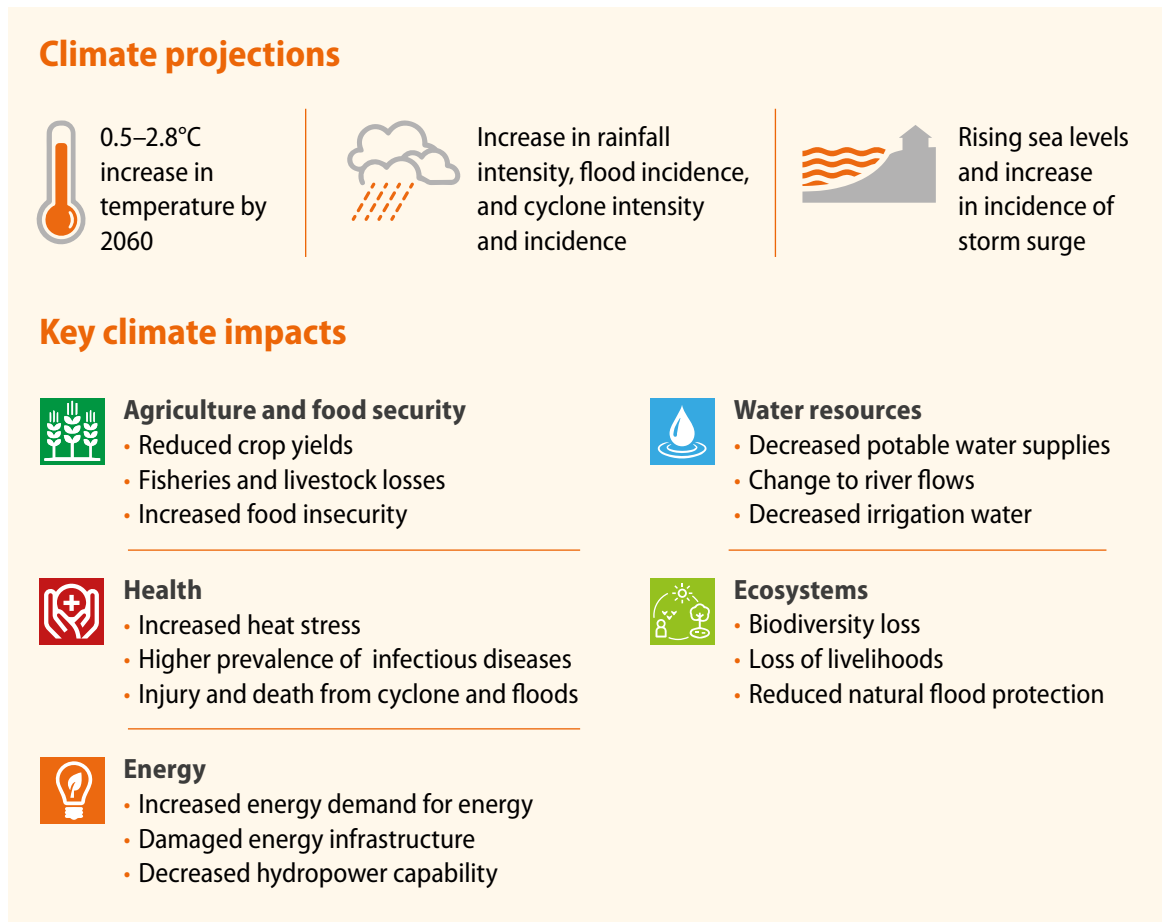 Climate projections
0.5–2.8°C
increase in
temperature by
2060
Increase in rainfall
intensity, flood incidence,
and cyclone intensity
and incidence
Rising sea levels
and increase
in incidence of
storm surge
Key climate impacts
Agriculture and food security
• Reduced crop yields
• Fisheries and livestock losses
• Increased food insecurity
Water resources
• Decreased potable water supplies
• Change to river flows
• Decreased irrigation water
Health
• Increased heat stress
• Higher prevalence of infectious diseases
• Injury and death from cyclone and floods
Ecosystems
• Biodiversity loss
• Loss of livelihoods
• Reduced natural flood protection
Energy
• Increased energy demand for energy
• Damaged energy infrastructure
• Decreased hydropower capability